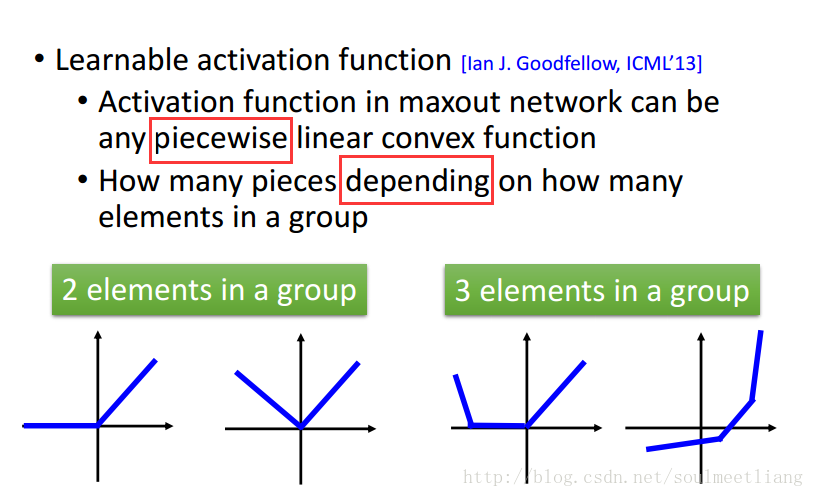 • Learnable activation function [Ian J. Goodfellow, ICML’13]
• Activation function in maxout network can be
any piecewise linear convex function
• How many pieces depending on how many
elements in a group
2 elements in a group
3 elements in a group
http://blog.csdn.net/soulmeetliang